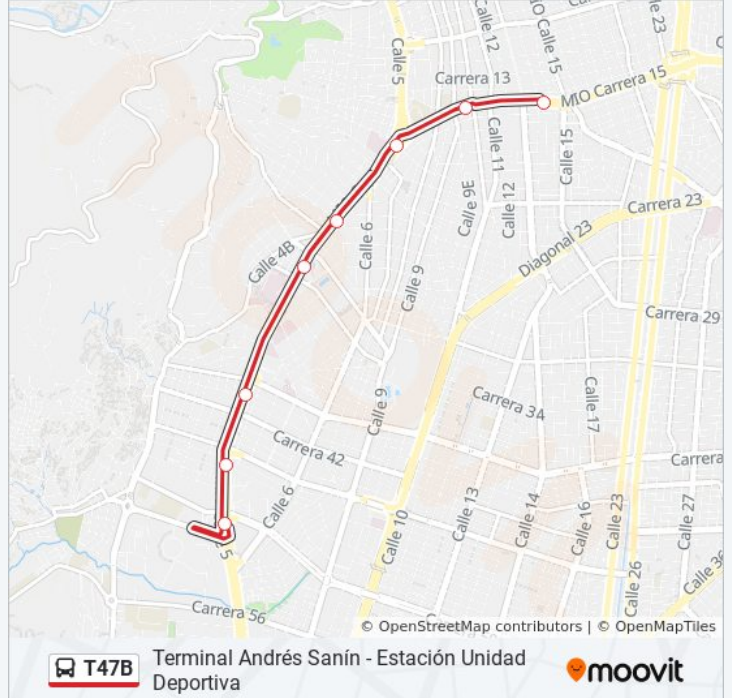 Calle 12
MIO Calle 15
Calle 5
Carrera 13
MIO Carrera 15
Calle 11
Calle 15
Calle 9E
Calle 12
Carrera 23
Calle 6
Calle 4B
Diagonal 23
Calle 9
Carrera 29
Carrera 3A
Calle 17
Calle 9
Carrera 42
Carrera
Calle 6
Calle 13
Calle 14
Calle 16
Calle 23
Calle 27
Calle 10
Calle 26
Calle 36
Carrera 56
© OpenStreetMap contributors | © OpenMapTiles
T47B
Terminal Andrés Sanín - Estación Unidad
Deportiva
moovit